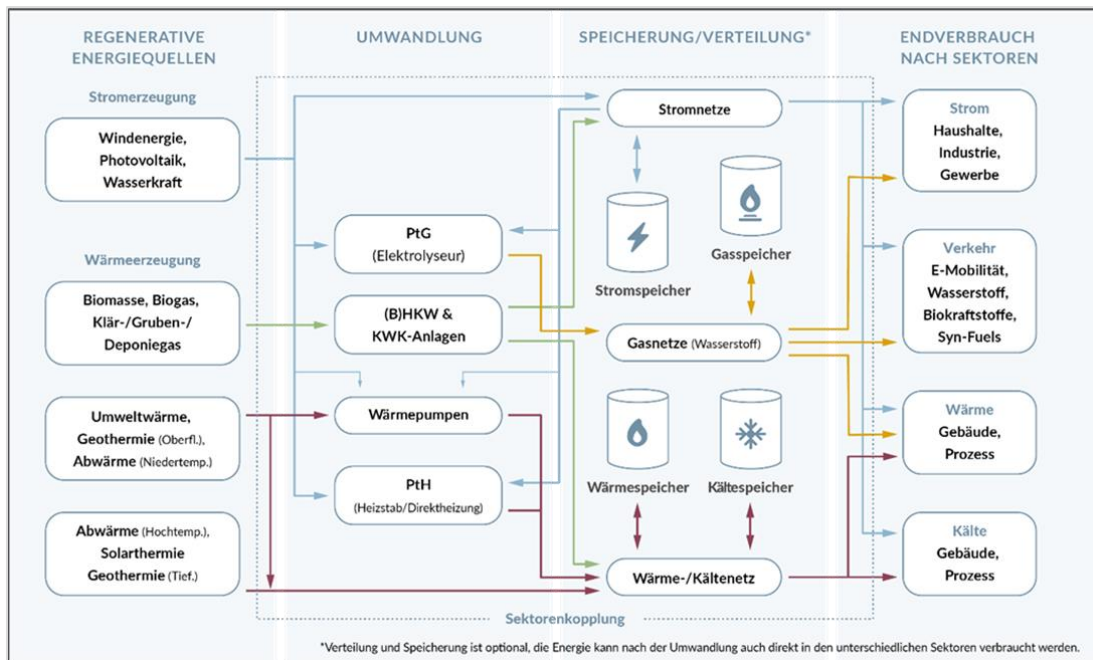 REGENERATIVE
ENERGIEQUELLEN
UMWANDLUNG
SPEICHERUNG/VERTEILUNG*
ENDVERBRAUCH
NACH SEKTOREN
Stromerzeugung
Windenergie,
Photovoltaik,
Wasserkraft
Wärmeerzeugung
Biomasse, Biogas,
Klär-/Gruben-/
Deponiegas
Umweltwärme,
Geothermie (Oberfl.),
Abwärme (Niedertemp.)
Abwärme (Hochtemp.),
Solarthermie
Geothermie (Tief.)
PtG
(Elektrolyseur)
(B)HKW &
KWK-Anlagen
Wärmepumpen
PtH
(Heizstab/Direktheizung)
Stromnetze
Stromspeicher
Gasspeicher
Gasnetze (Wasserstoff)
Wärmespeicher
Kältespeicher
Wärme-/Kältenetz
Strom
Haushalte,
Industrie,
Gewerbe
Verkehr
E-Mobilität,
Wasserstoff,
Biokraftstoffe,
Syn-Fuels
Wärme
Gebäude,
Prozess
Kälte
Gebäude,
Prozess
Sektorenkopplung
*Verteilung und Speicherung ist optional, die Energie kann nach der Umwandlung auch direkt in den unterschiedlichen Sektoren verbraucht werden.